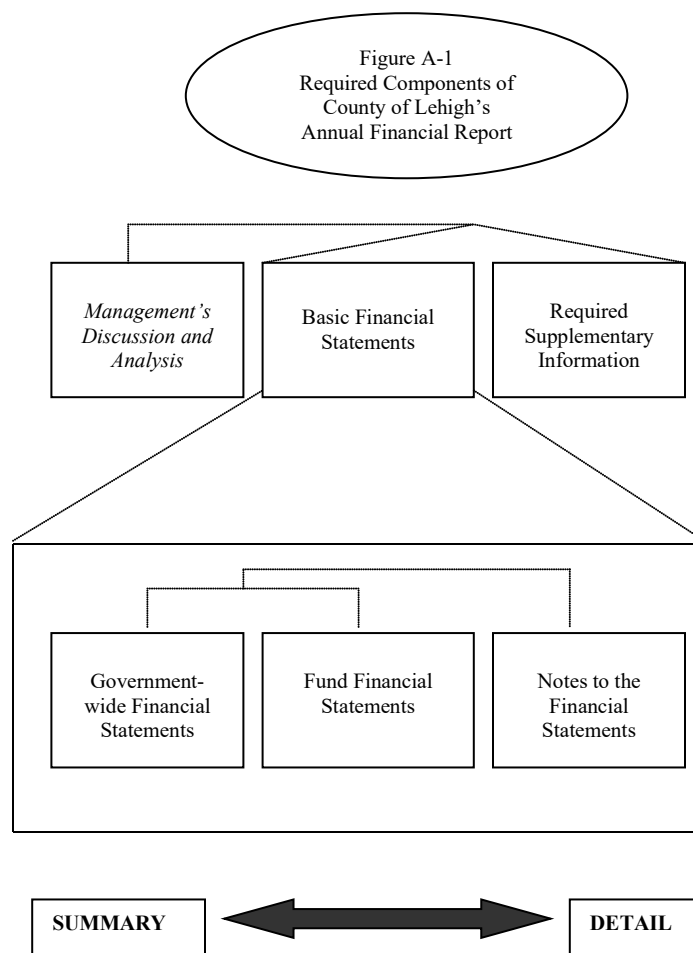 Figure A-1
Required Components of
County of Lehigh’s
Annual Financial Report
Management’s
Discussion and
Analysis
Basic Financial
Statements
Required
Supplementary
Information
Government-
wide Financial
Statements
Fund Financial
Statements
Notes to the
Financial
Statements
SUMMARY
DETAIL